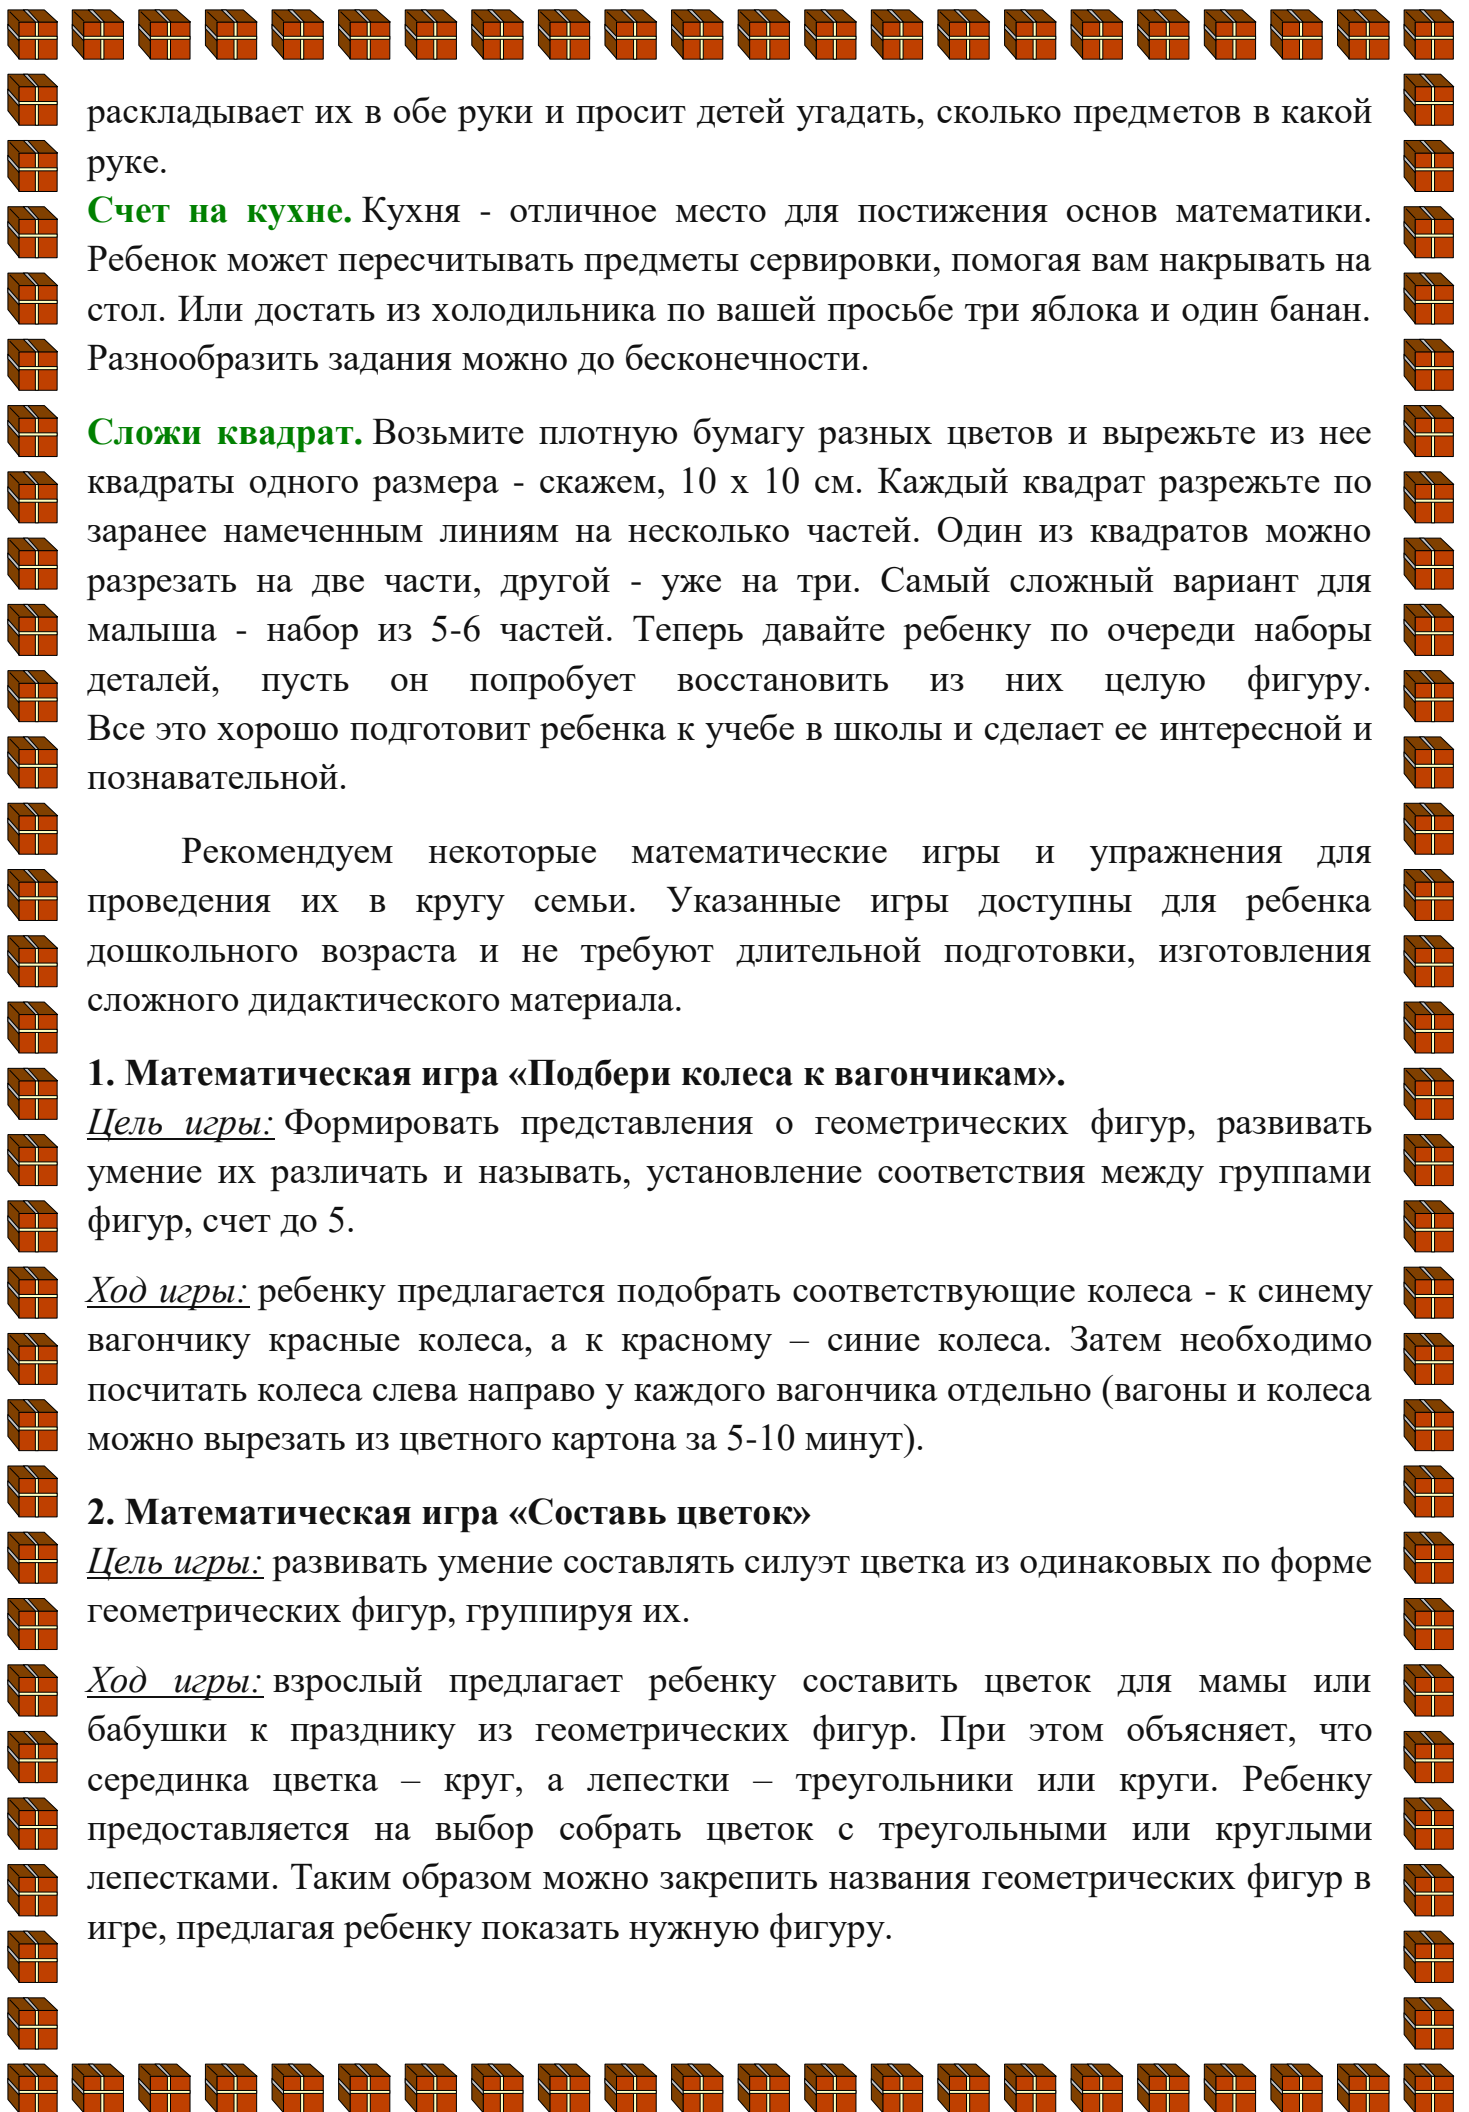 раскладывает их в обе руки и просит детей угадать, сколько предметов в какой
руке.
Счет на кухне. Кухня - отличное место для постижения основ математики.
Ребенок может пересчитывать предметы сервировки, помогая вам накрывать на
стол. Или достать из холодильника по вашей просьбе три яблока и один банан.
Разнообразить задания можно до бесконечности.
Сложи квадрат. Возьмите плотную бумагу разных цветов и вырежьте из нее
квадраты одного размера - скажем, 10 х 10 см. Каждый квадрат разрежьте по
заранее намеченным линиям на несколько частей. Один из квадратов можно
разрезать на две части, другой - уже на три. Самый сложный вариант для
малыша - набор из 5-6 частей. Теперь давайте ребенку по очереди наборы
деталей, пусть он попробует восстановить из них целую фигуру.
Все это хорошо подготовит ребенка к учебе в школы и сделает ее интересной и
познавательной.
Рекомендуем некоторые математические игры и упражнения для
проведения их в кругу семьи. Указанные игры доступны для ребенка
дошкольного возраста и не требуют длительной подготовки, изготовления
сложного дидактического материала.
1. Математическая игра «Подбери колеса к вагончикам».
Цель игры: Формировать представления о геометрических фигур, развивать
умение их различать и называть, установление соответствия между группами
фигур, счет до 5.
Ход игры: ребенку предлагается подобрать соответствующие колеса - к синему
вагончику красные колеса, а к красному – синие колеса. Затем необходимо
посчитать колеса слева направо у каждого вагончика отдельно (вагоны и колеса
можно вырезать из цветного картона за 5-10 минут).
2. Математическая игра «Составь цветок»
Цель игры: развивать умение составлять силуэт цветка из одинаковых по форме
геометрических фигур, группируя их.
Ход игры: взрослый предлагает ребенку составить цветок для мамы или
бабушки к празднику из геометрических фигур. При этом объясняет, что
серединка цветка – круг, а лепестки – треугольники или круги. Ребенку
предоставляется на выбор собрать цветок с треугольными или круглыми
лепестками. Таким образом можно закрепить названия геометрических фигур в
игре, предлагая ребенку показать нужную фигуру.